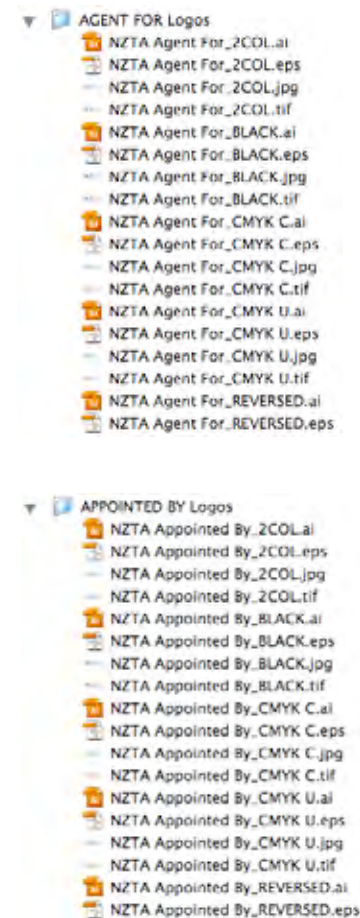 AGENT FOR Logos
NZTA Agent For_2COL.ai
NZTA Agent For_2COL.eps
NZTA Agent For_2COL.jpg
NZTA Agent For_2COL.tif
NZTA Agent For_BLACK.ai
NZTA Agent For_BLACK.eps
NZTA Agent For_BLACK.jpg
NZTA Agent For_BLACK.tif
NZTA Agent For_CMYK C.ai
NZTA Agent For_CMYK C.eps
NZTA Agent For_CMYK C.jpg
NZTA Agent For_CMYK C.tif
NZTA Agent For_CMYK U.ai
NZTA Agent For_CMYK U.eps
NZTA Agent For_CMYK U.jpg
NZTA Agent For_CMYK U.tif
NZTA Agent For_REVERSED.ai
NZTA Agent For_REVERSED.eps
APPOINTED BY Logos
NZTA Appointed By_2COL.ai
NZTA Appointed By_2COL.eps
NZTA Appointed By_2COL.jpg
NZTA Appointed By_2COL.tif
NZTA Appointed By_BLACK.ai
NZTA Appointed By_BLACK.eps
NZTA Appointed By_BLACK.jpg
NZTA Appointed By_BLACK.tif
NZTA Appointed By_CMYK C.ai
NZTA Appointed By_CMYK C.eps
NZTA Appointed By_CMYK C.jpg
NZTA Appointed By_CMYK C.tif
NZTA Appointed By_CMYK U.ai
NZTA Appointed By_CMYK U.eps
NZTA Appointed By_CMYK U.jpg
NZTA Appointed By_CMYK U.tif
NZTA Appointed By_REVERSED.ai
NZTA Appointed By_REVERSED.eps